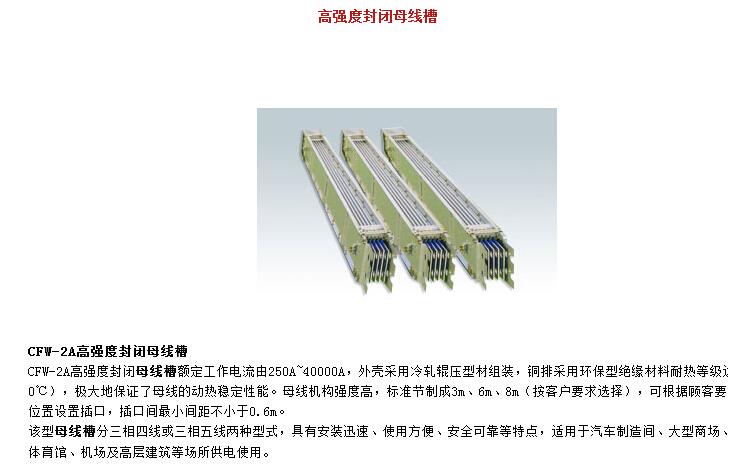 高强度封闭母线槽
CFW-2A高强度封闭母线槽
CFW-2A高强度封闭母线槽额定工作电流由250A~40000A，外壳采用冷轧辊压型材组装，铜排采用环保型绝缘材料耐热等级
0℃），极大地保证了母线的动热稳定性能。母线机构强度高，标准节制成3m、6m、8m（按客户要求选择），可根据顾客要
位置设置插口，插口间最小间距不小于0.6m。
该型母线槽分三相四线或三相五线两种型式，具有安装迅速、使用方便、安全可靠等特点，适用于汽车制造间、大型商场、
体育馆、机场及高层建筑等场所供电使用。